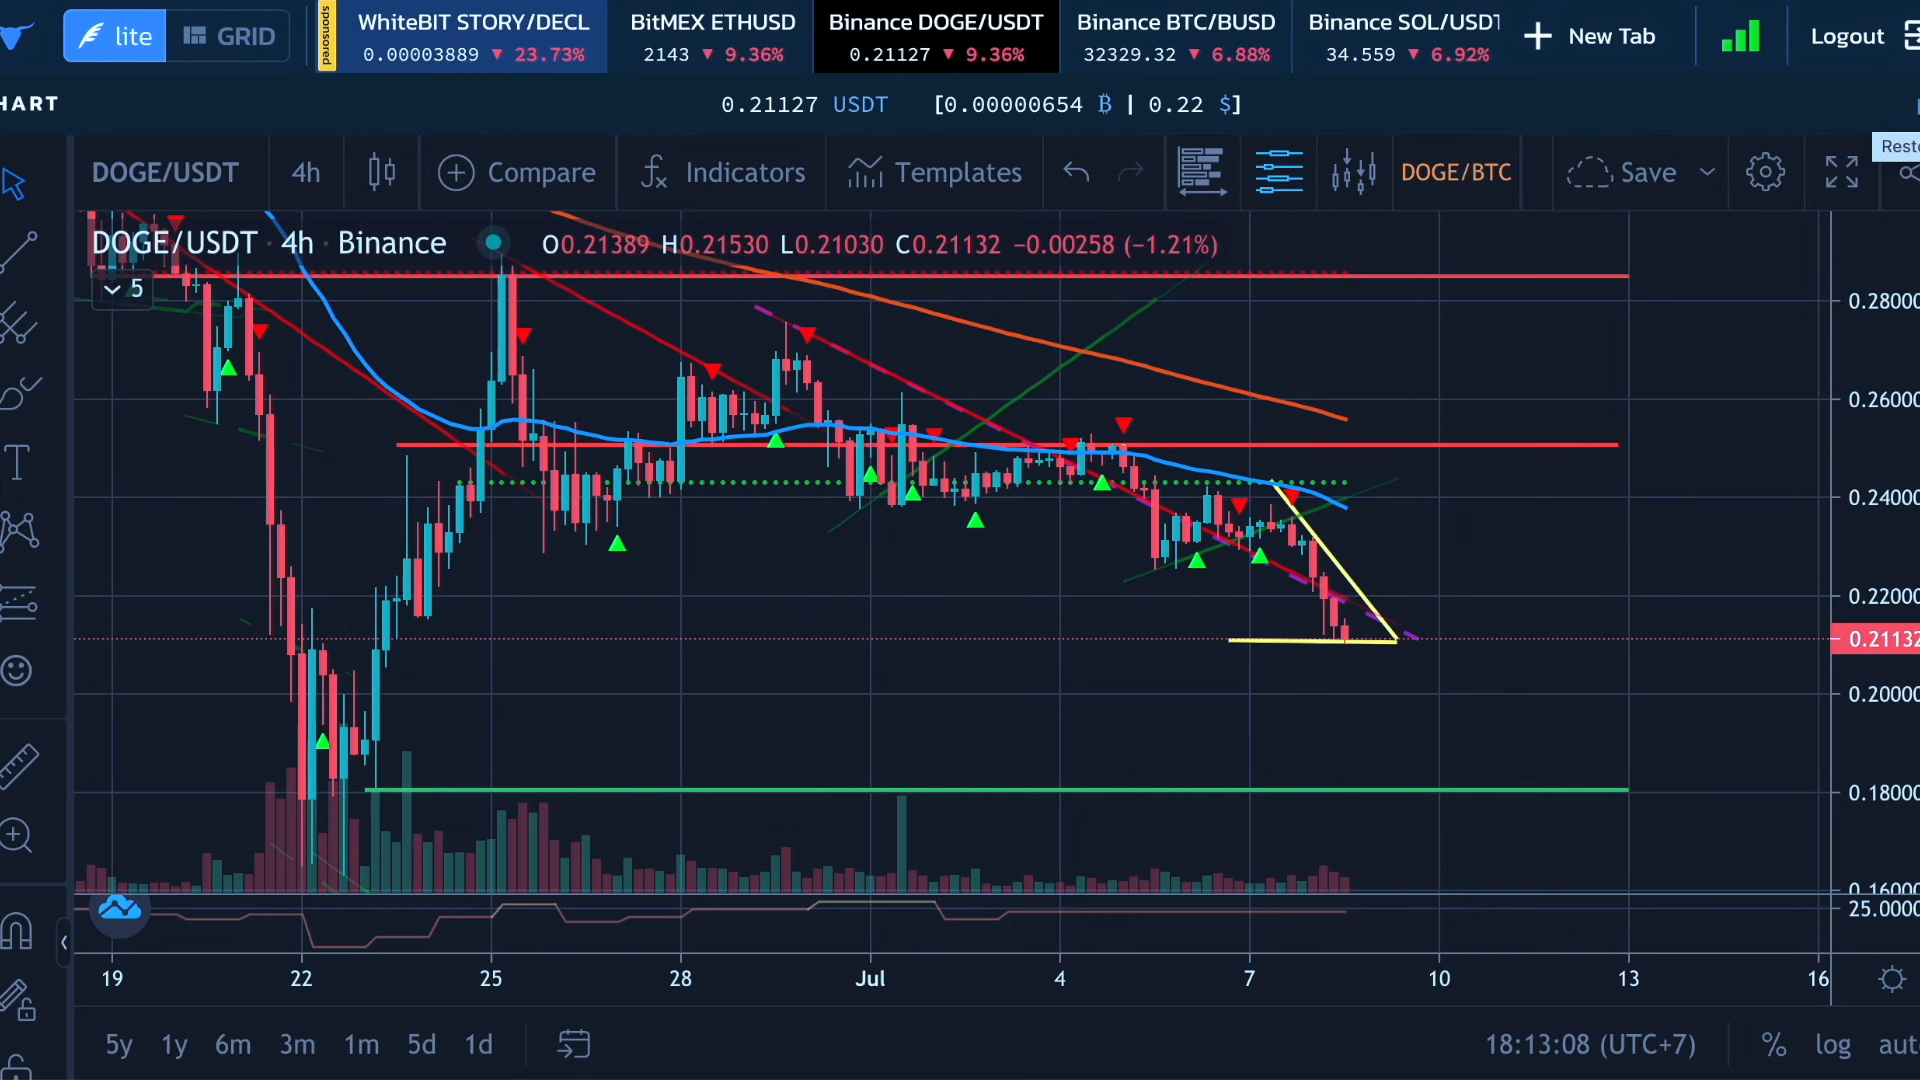 lite
GRID
sponsored
WhiteBIT STORY/DECL
0.00003889 ▼ 23.73%
BitMEX ETHUSD
2143 ▼ 9.36%
Binance DOGE/USDT
0.21127 ▼ 9.36%
Binance BTC/BUSD
32329.32 ▼ 6.88%
Binance SOL/USDT
34.559 ▼ 6.92%
New Tab
Logout
HART
0.21127 USDT [0.00000654 ₿ | 0.22 $]
Resto
DOGE/USDT
4h
Compare
Indicators
Templates
DOGE/BTC
Save
DOGE/USDT · 4h · Binance
O0.21389 H0.21530 L0.21030 C0.21132 −0.00258 (−1.21%)
5
0.28000
0.26000
0.24000
0.22000
0.21132
0.20000
0.18000
0.16000
25.0000
19 22 25 28 Jul 4 7 10 13 16
5y 1y 6m 3m 1m 5d 1d
18:13:08 (UTC+7)
% log auto